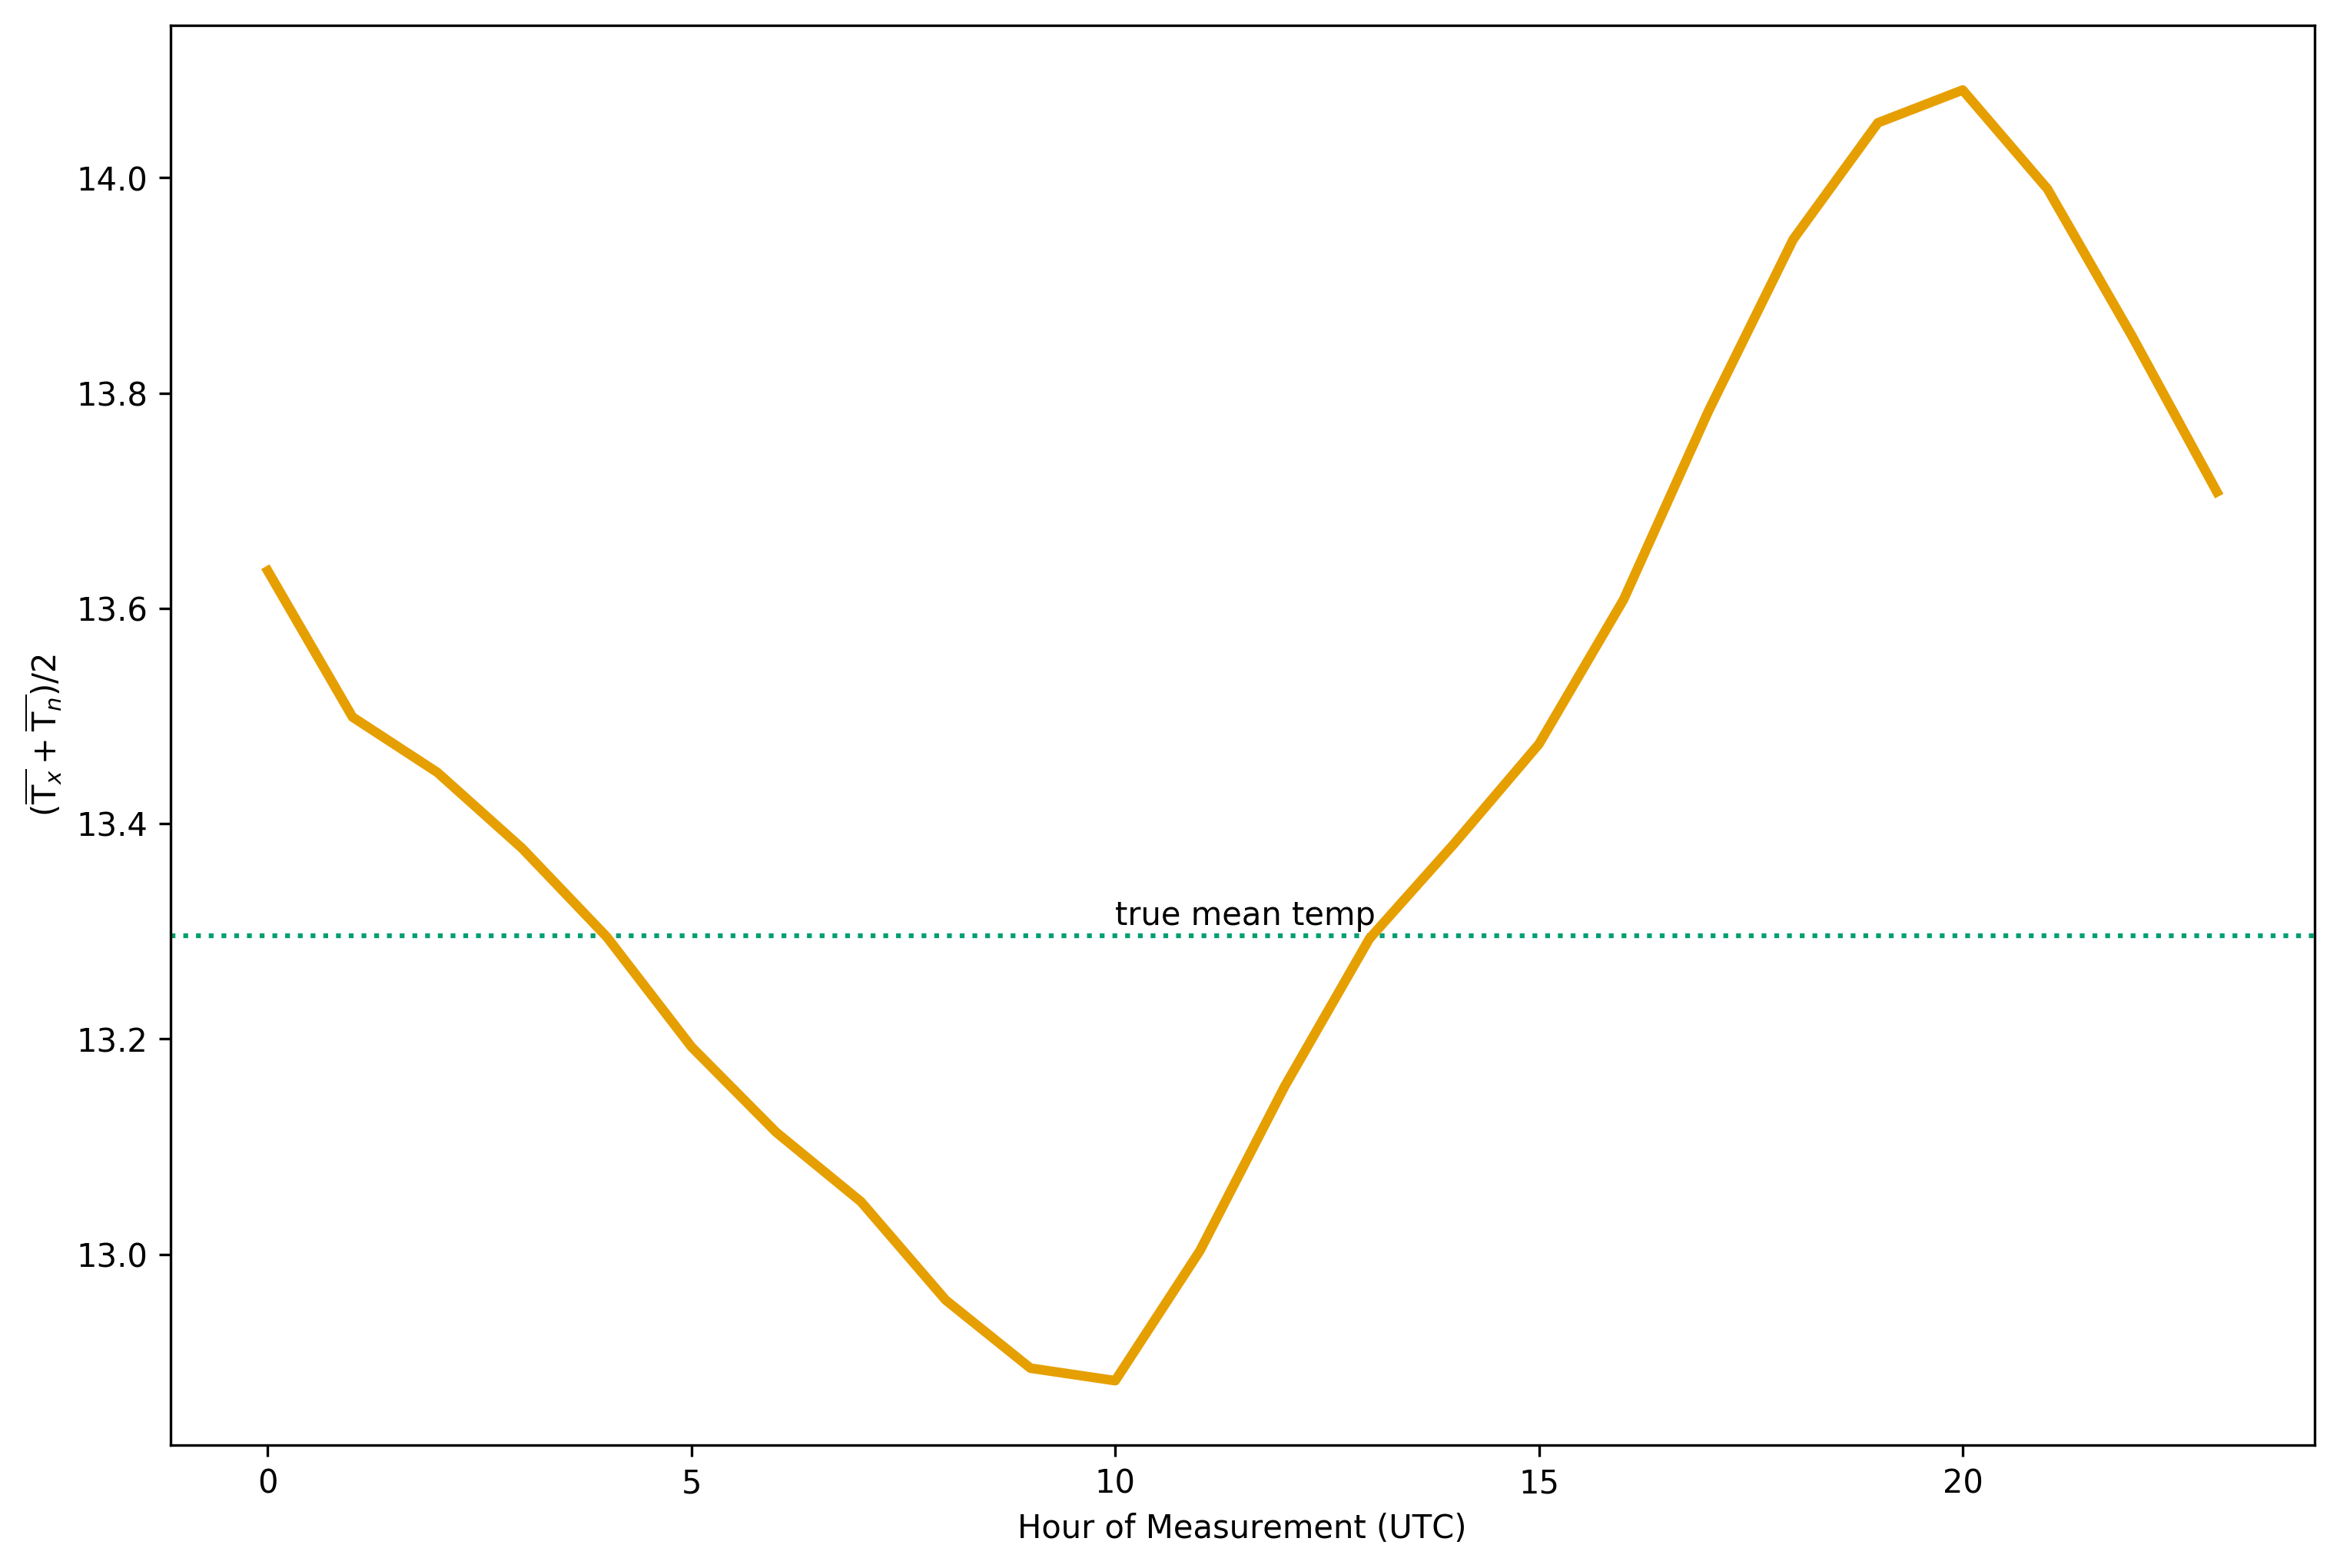 14.0
13.8
13.6
13.4
13.2
13.0
(T̅ₓ + T̅ₙ)/2
true mean temp
0 5 10 15 20
Hour of Measurement (UTC)